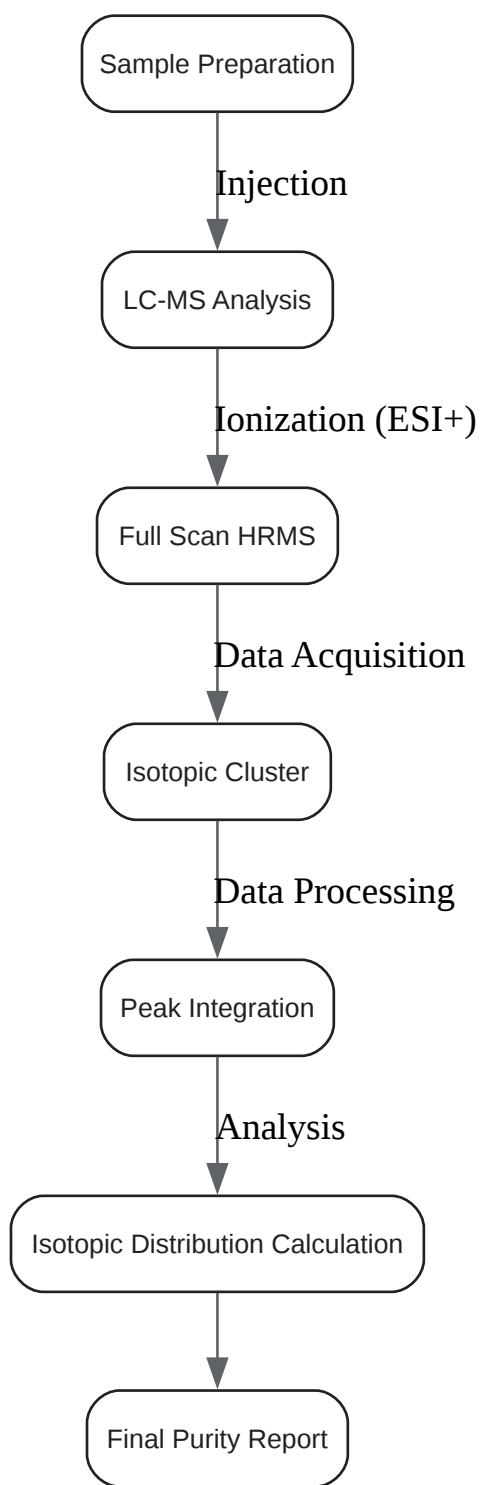 Sample Preparation
Injection
LC-MS Analysis
Ionization (ESI+)
Full Scan HRMS
Data Acquisition
Isotopic Cluster
Data Processing
Peak Integration
Analysis
Isotopic Distribution Calculation
Final Purity Report